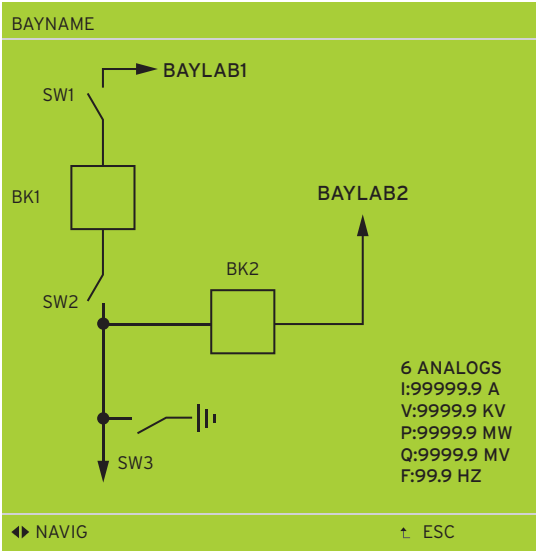 BAYNAME
BAYLAB1
SW1
BK1
BAYLAB2
BK2
SW2
6 ANALOGS
I:99999.9 A
V:9999.9 KV
P:9999.9 MW
Q:9999.9 MV
F:99.9 HZ
SW3
NAVIG
ESC